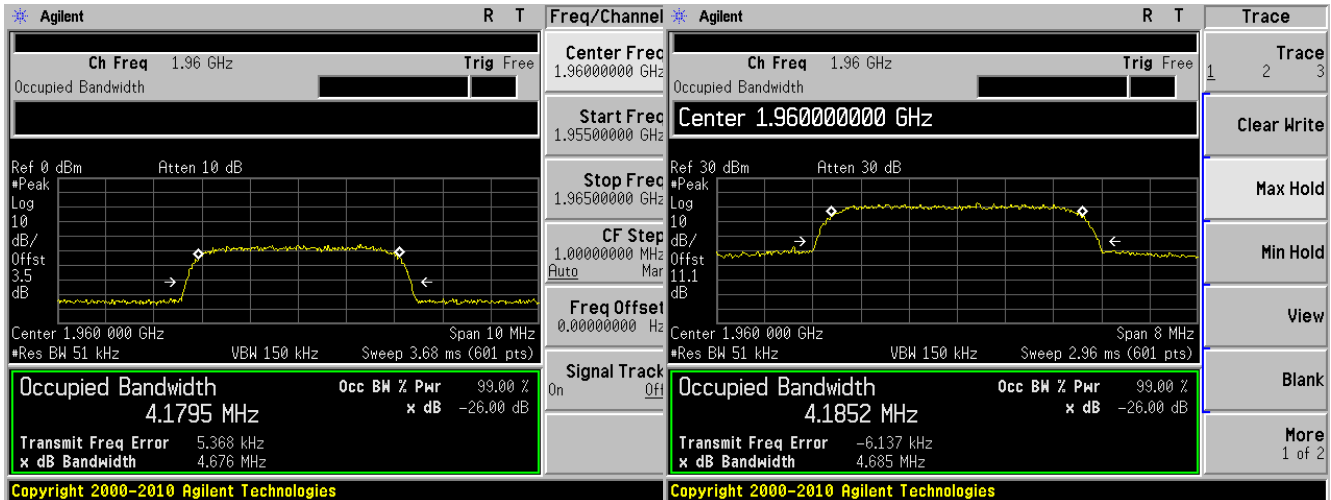 Agilent R T
Ch Freq 1.96 GHz Trig Free
Occupied Bandwidth
Ref 0 dBm Atten 10 dB
#Peak
Log
10
dB/
Offst
3.5
dB
Center 1.960 000 GHz Span 10 MHz
#Res BW 51 kHz VBW 150 kHz Sweep 3.68 ms (601 pts)
Occupied Bandwidth Occ BW % Pwr 99.00 %
4.1795 MHz x dB -26.00 dB
Transmit Freq Error 5.368 kHz
x dB Bandwidth 4.676 MHz
Copyright 2000-2010 Agilent Technologies
Freq/Channel
Center Freq
1.96000000 GHz
Start Freq
1.95500000 GHz
Stop Freq
1.96500000 GHz
CF Step
1.00000000 MHz
Auto Man
Freq Offset
0.00000000 Hz
Signal Track
On Off
Agilent R T
Ch Freq 1.96 GHz Trig Free
Occupied Bandwidth
Center 1.960000000 GHz
Ref 30 dBm Atten 30 dB
#Peak
Log
10
dB/
Offst
11.1
dB
Center 1.960 000 GHz Span 8 MHz
#Res BW 51 kHz VBW 150 kHz Sweep 2.96 ms (601 pts)
Occupied Bandwidth Occ BW % Pwr 99.00 %
4.1852 MHz x dB -26.00 dB
Transmit Freq Error -6.137 kHz
x dB Bandwidth 4.685 MHz
Copyright 2000-2010 Agilent Technologies
Trace
Trace
1 2 3
Clear Write
Max Hold
Min Hold
View
Blank
More
1 of 2